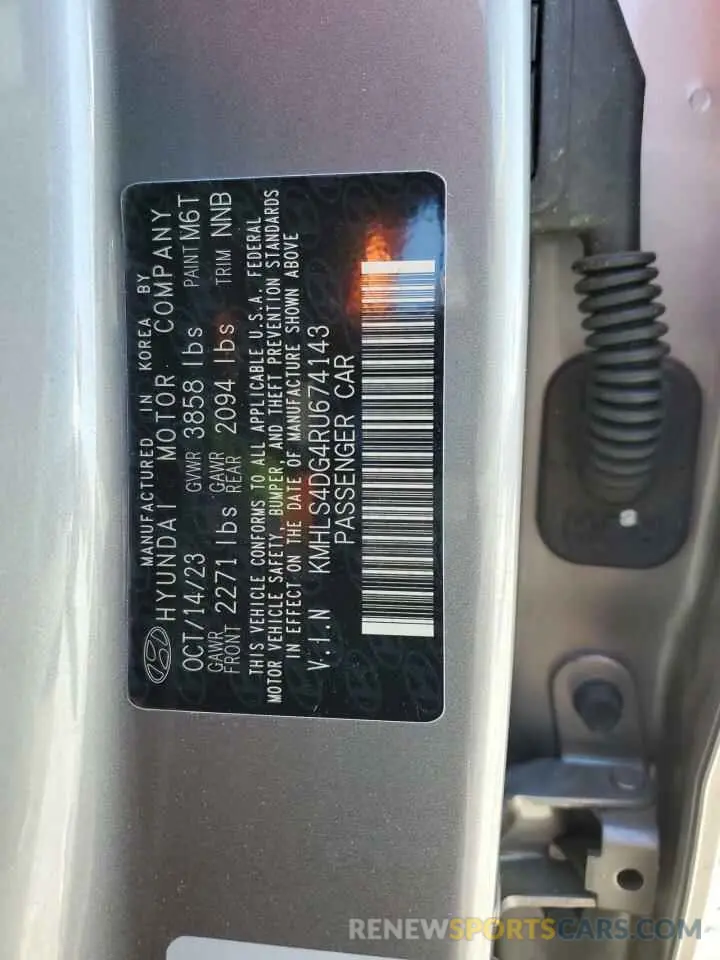 MANUFACTURED IN KOREA BY
HYUNDAI MOTOR COMPANY
OCT/14/23 GVWR 3858 lbs PAINT M6T
GAWR FRONT 2271 lbs GAWR REAR 2094 lbs TRIM NNB
THIS VEHICLE CONFORMS TO ALL APPLICABLE U.S.A. FEDERAL
MOTOR VEHICLE SAFETY, BUMPER, AND THEFT PREVENTION STANDARDS
IN EFFECT ON THE DATE OF MANUFACTURE SHOWN ABOVE
V.I.N KMHLS4DG4RU674143
PASSENGER CAR
RENEWSPORTSCARS.COM